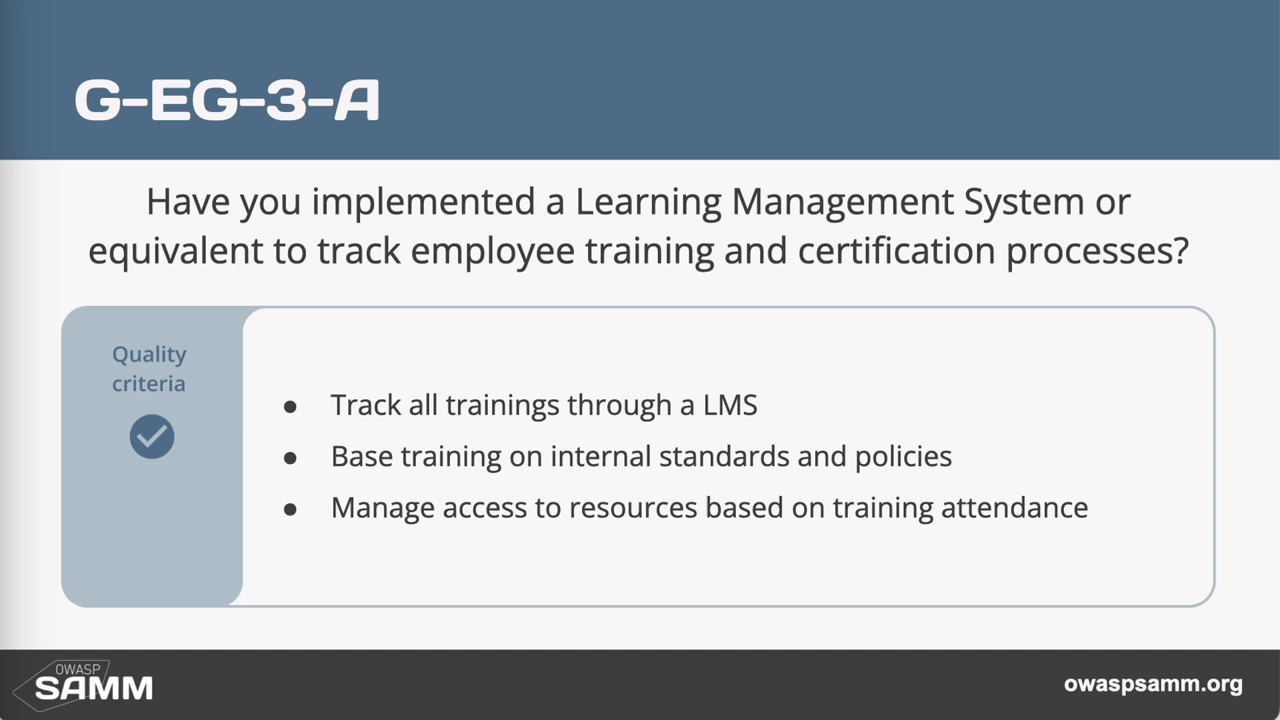 G-EG-3-A
Have you implemented a Learning Management System or
equivalent to track employee training and certification processes?
Quality
criteria
● Track all trainings through a LMS
● Base training on internal standards and policies
● Manage access to resources based on training attendance
OWASP
SAMM
owaspsamm.org